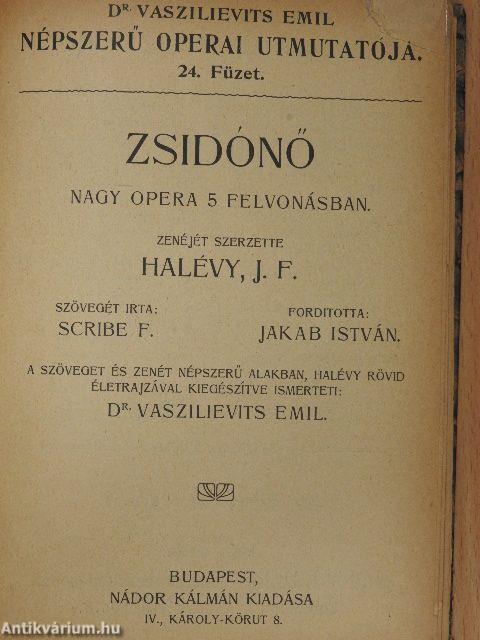 DR. VASZILIEVITS EMIL
NÉPSZERŰ OPERAI UTMUTATÓJA.
24. Füzet.
ZSIDÓNŐ
NAGY OPERA 5 FELVONÁSBAN.
ZENÉJÉT SZERZETTE
HALÉVY, J. F.
SZÖVEGÉT IRTA:
SCRIBE F.
FORDITOTTA:
JAKAB ISTVÁN.
A SZÖVEGET ÉS ZENÉT NÉPSZERŰ ALAKBAN, HALÉVY RÖVID
ÉLETRAJZÁVAL KIEGÉSZITVE ISMERTETI:
DR. VASZILIEVITS EMIL.
BUDAPEST,
NÁDOR KÁLMÁN KIADÁSA
IV., KÁROLY-KÖRUT 8.
Antikvárium.hu